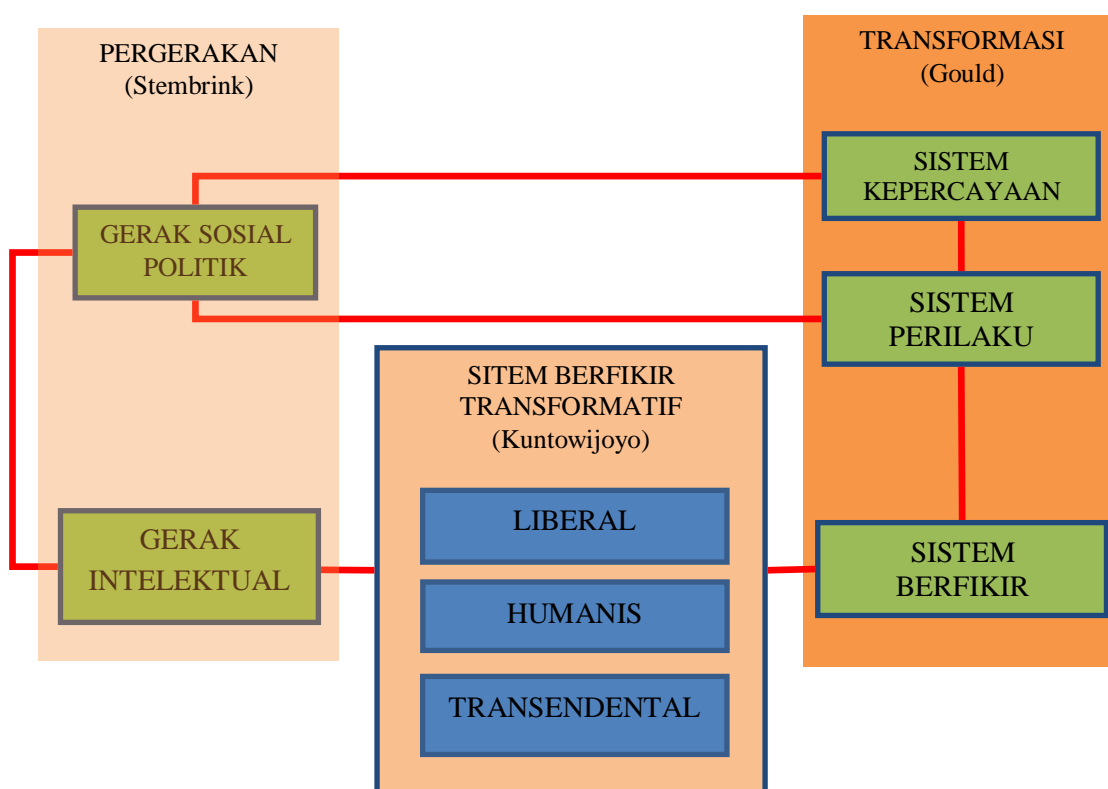 PERGERAKAN
(Stembrink)
GERAK SOSIAL
POLITIK
GERAK
INTELEKTUAL
SITEM BERFIKIR
TRANSFORMATIF
(Kuntowijoyo)
LIBERAL
HUMANIS
TRANSENDENTAL
TRANSFORMASI
(Gould)
SISTEM
KEPERCAYAAN
SISTEM
PERILAKU
SISTEM
BERFIKIR